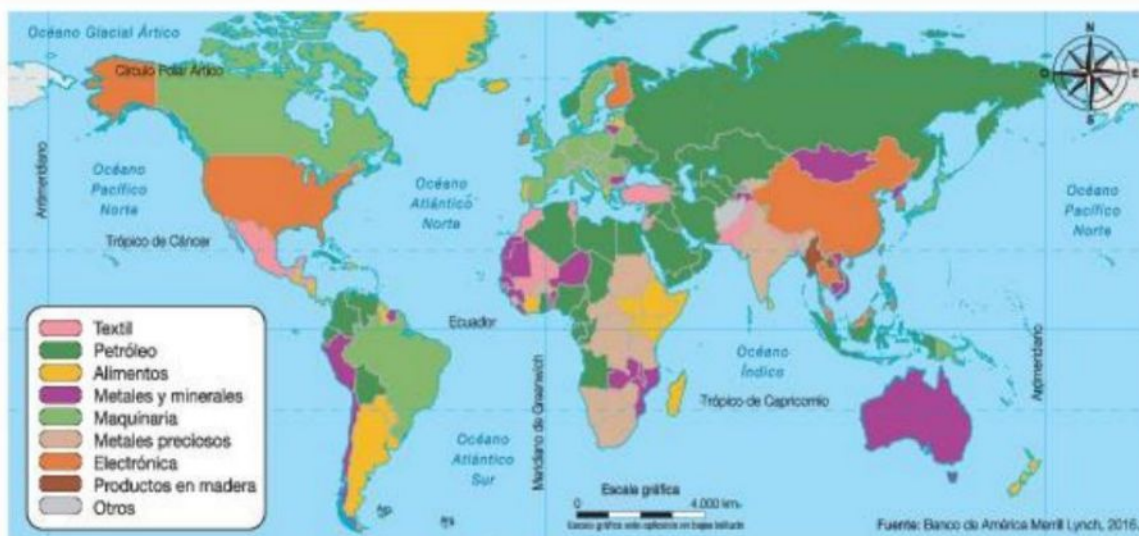 Océano Glacial Ártico
Círculo Polar Ártico
N
O
E
S
Océano
Pacífico
Norte
Océano
Atlántico
Norte
Océano
Pacífico
Norte
Antimeridiano
Trópico de Cáncer
Ecuador
Océano
Índico
Meridiano de Greenwich
Antimeridiano
Trópico de Capricornio
Océano
Atlántico
Sur
Textil
Petróleo
Alimentos
Metales y minerales
Maquinaria
Metales preciosos
Electrónica
Productos en madera
Otros
Escala gráfica
0 4.000 km
Fuente: Banco de América Merrill Lynch, 2016.